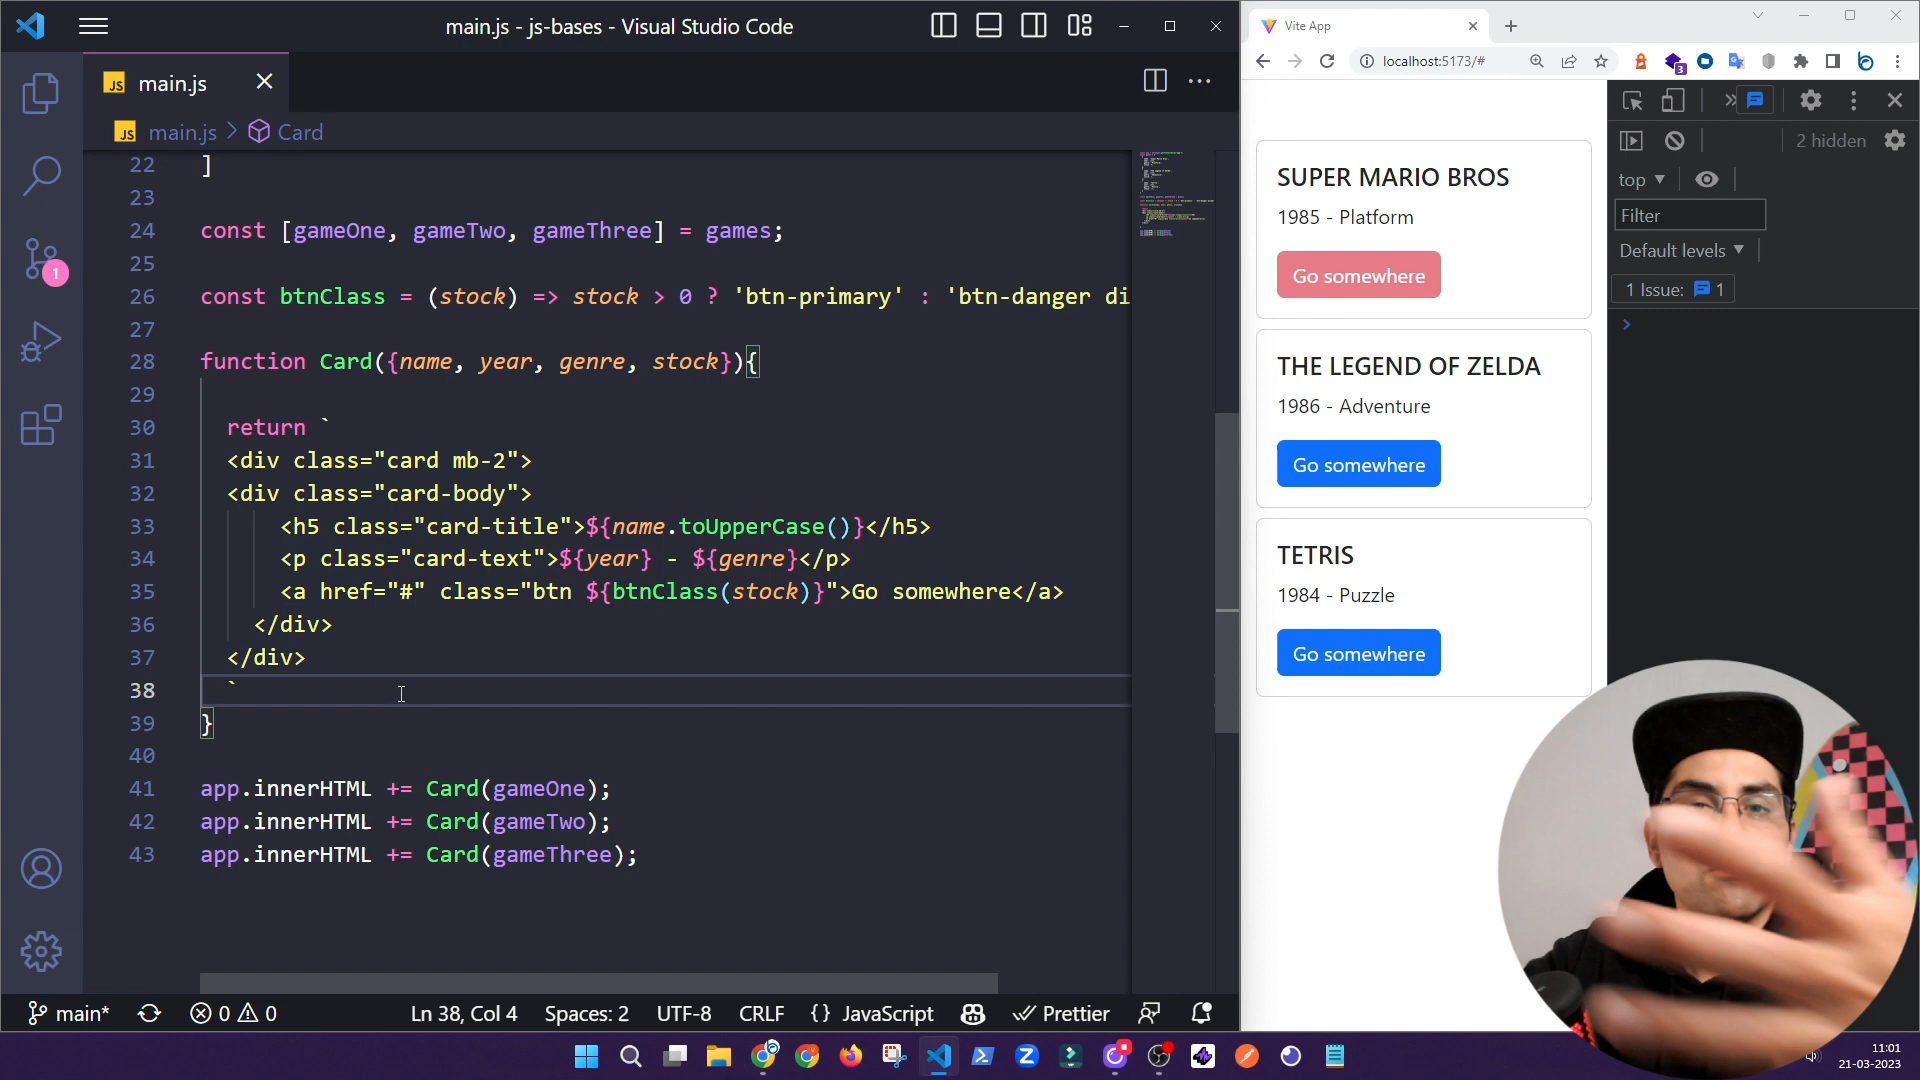 main.js - js-bases - Visual Studio Code
JS main.js
JS main.js > Card
22 ]
23
24 const [gameOne, gameTwo, gameThree] = games;
25
26 const btnClass = (stock) => stock > 0 ? 'btn-primary' : 'btn-danger di
27
28 function Card({name, year, genre, stock}){
29
30 return `
31 <div class="card mb-2">
32 <div class="card-body">
33 <h5 class="card-title">${name.toUpperCase()}</h5>
34 <p class="card-text">${year} - ${genre}</p>
35 <a href="#" class="btn ${btnClass(stock)}">Go somewhere</a>
36 </div>
37 </div>
38 `
39 }
40
41 app.innerHTML += Card(gameOne);
42 app.innerHTML += Card(gameTwo);
43 app.innerHTML += Card(gameThree);
1
main* 0 0 Ln 38, Col 4 Spaces: 2 UTF-8 CRLF {} JavaScript Prettier
Vite App
localhost:5173/#
3
SUPER MARIO BROS
1985 - Platform
Go somewhere
THE LEGEND OF ZELDA
1986 - Adventure
Go somewhere
TETRIS
1984 - Puzzle
Go somewhere
2 hidden
top
Filter
Default levels
1 Issue: 1
11:01
21-03-2023